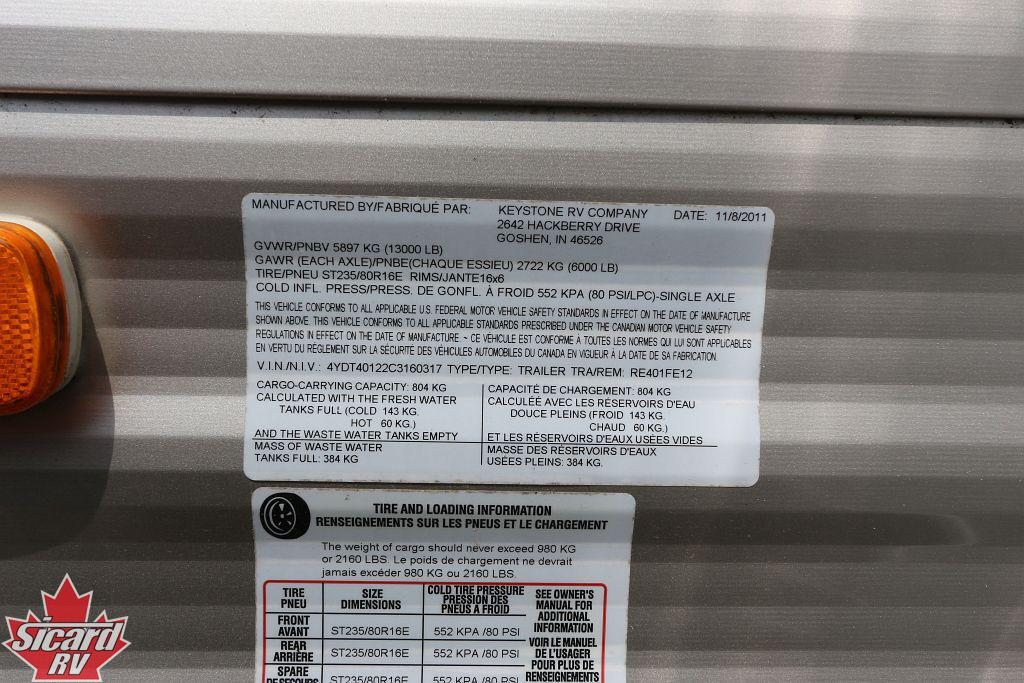 MANUFACTURED BY/FABRIQUÉ PAR: KEYSTONE RV COMPANY DATE: 11/8/2011
2642 HACKBERRY DRIVE
GOSHEN, IN 46526
GVWR/PNBV 5897 KG (13000 LB)
GAWR (EACH AXLE)/PNBE(CHAQUE ESSIEU) 2722 KG (6000 LB)
TIRE/PNEU ST235/80R16E RIMS/JANTE16x6
COLD INFL. PRESS/PRESS. DE GONFL. À FROID 552 KPA (80 PSI/LPC)-SINGLE AXLE
THIS VEHICLE CONFORMS TO ALL APPLICABLE U.S. FEDERAL MOTOR VEHICLE SAFETY STANDARDS IN EFFECT ON THE DATE OF MANUFACTURE
SHOWN ABOVE. THIS VEHICLE CONFORMS TO ALL APPLICABLE STANDARDS PRESCRIBED UNDER THE CANADIAN MOTOR VEHICLE SAFETY
REGULATIONS IN EFFECT ON THE DATE OF MANUFACTURE ~ CE VÉHICULE EST CONFORME À TOUTES LES NORMES QUI LUI SONT APPLICABLES
EN VERTU DU RÈGLEMENT SUR LA SÉCURITÉ DES VÉHICULES AUTOMOBILES DU CANADA EN VIGUEUR À LA DATE DE SA FABRICATION.
V.I.N./N.I.V.: 4YDT40122C3160317 TYPE/TYPE: TRAILER TRA/REM: RE401FE12
CARGO-CARRYING CAPACITY: 804 KG
CALCULATED WITH THE FRESH WATER
TANKS FULL (COLD 143 KG.
HOT 60 KG.)
AND THE WASTE WATER TANKS EMPTY
MASS OF WASTE WATER
TANKS FULL: 384 KG
CAPACITÉ DE CHARGEMENT: 804 KG
CALCULÉE AVEC LES RÉSERVOIRS D'EAU
DOUCE PLEINS (FROID 143 KG.
CHAUD 60 KG.)
ET LES RÉSERVOIRS D'EAUX USÉES VIDES
MASSE DES RÉSERVOIRS D'EAUX
USÉES PLEINS: 384 KG.
TIRE AND LOADING INFORMATION
RENSEIGNEMENTS SUR LES PNEUS ET LE CHARGEMENT
The weight of cargo should never exceed 980 KG
or 2160 LBS. Le poids de chargement ne devrait
jamais excéder 980 KG ou 2160 LBS.
TIRE
PNEU
SIZE
DIMENSIONS
COLD TIRE PRESSURE
PRESSION DES
PNEUS A FROID
FRONT
AVANT
ST235/80R16E
552 KPA /80 PSI
REAR
ARRIÈRE
ST235/80R16E
552 KPA /80 PSI
SPARE
DE SECOURS
ST235/80R16E
552 KPA /80 PSI
SEE OWNER'S
MANUAL FOR
ADDITIONAL
INFORMATION
VOIR LE MANUEL
DE L'USAGER
POUR PLUS DE
RENSEIGNEMENTS
Sicard
RV